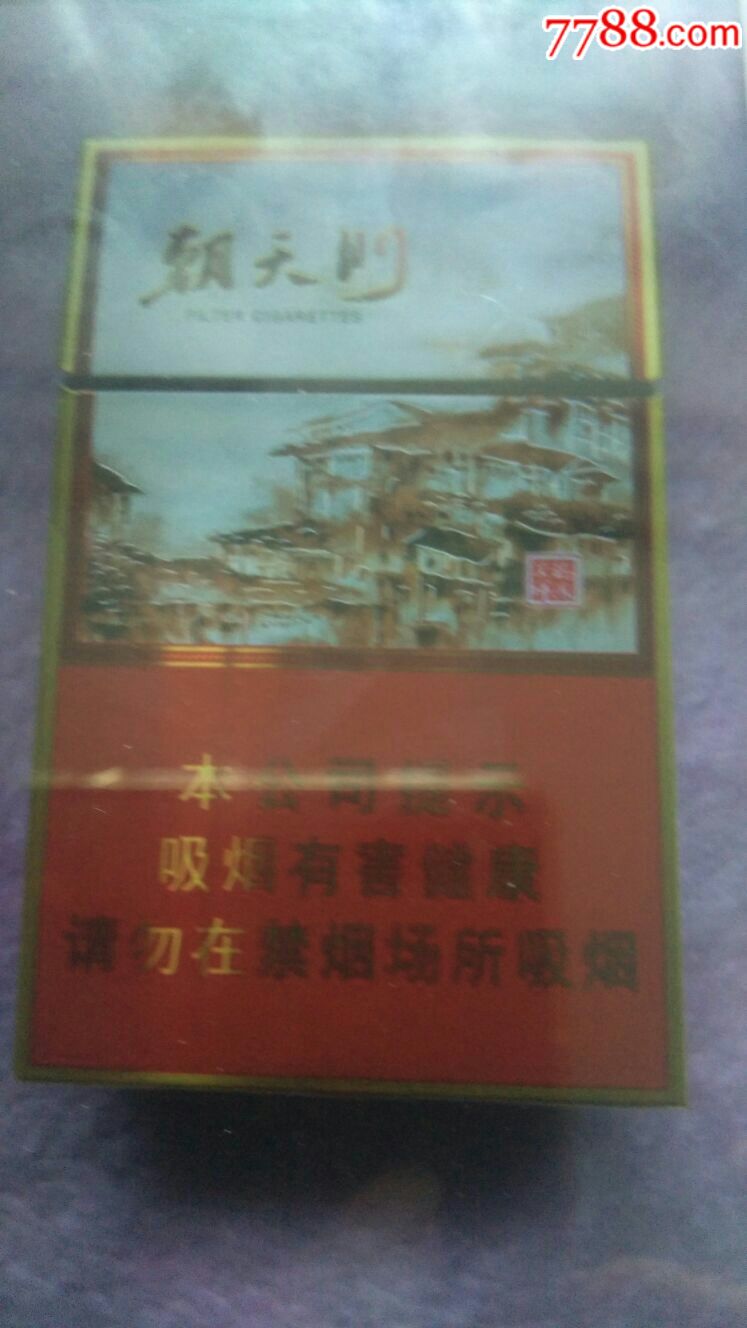 7788.com
朝天门
FILTER CIGARETTES
本公司提示
吸烟有害健康
请勿在禁烟场所吸烟